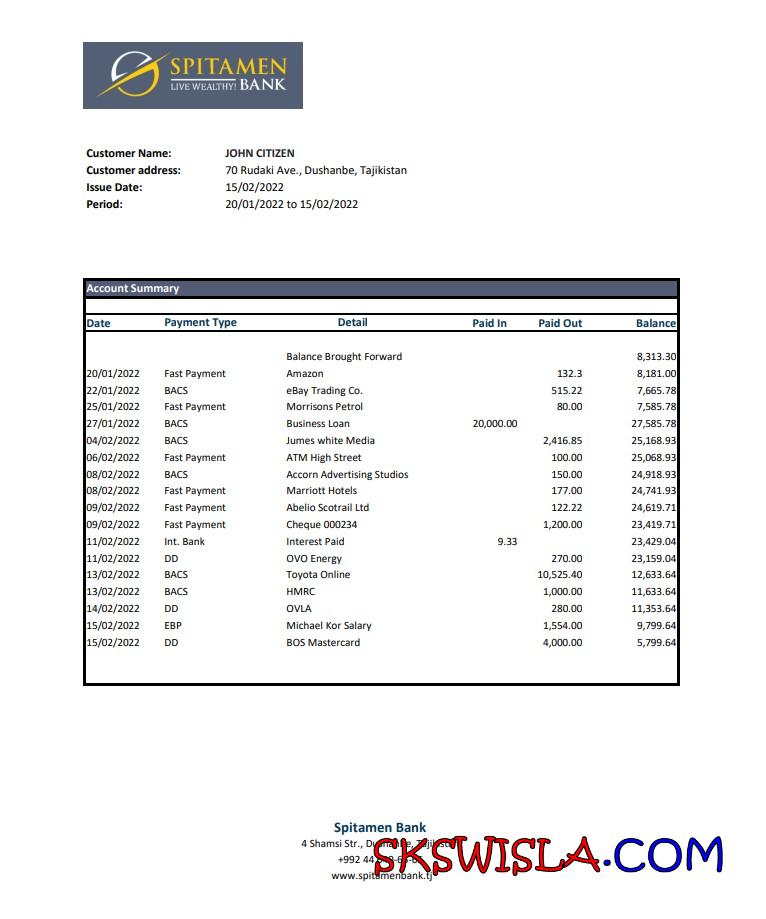 SPITAMEN
LIVE WEALTHY! BANK
Customer Name: JOHN CITIZEN
Customer address: 70 Rudaki Ave., Dushanbe, Tajikistan
Issue Date: 15/02/2022
Period: 20/01/2022 to 15/02/2022
Account Summary
Date Payment Type Detail Paid In Paid Out Balance
Balance Brought Forward 8,313.30
20/01/2022 Fast Payment Amazon 132.3 8,181.00
22/01/2022 BACS eBay Trading Co. 515.22 7,665.78
25/01/2022 Fast Payment Morrisons Petrol 80.00 7,585.78
27/01/2022 BACS Business Loan 20,000.00 27,585.78
04/02/2022 BACS Jumes white Media 2,416.85 25,168.93
06/02/2022 Fast Payment ATM High Street 100.00 25,068.93
08/02/2022 BACS Accorn Advertising Studios 150.00 24,918.93
08/02/2022 Fast Payment Marriott Hotels 177.00 24,741.93
09/02/2022 Fast Payment Abelio Scotrail Ltd 122.22 24,619.71
09/02/2022 Fast Payment Cheque 000234 1,200.00 23,419.71
11/02/2022 Int. Bank Interest Paid 9.33 23,429.04
11/02/2022 DD OVO Energy 270.00 23,159.04
13/02/2022 BACS Toyota Online 10,525.40 12,633.64
13/02/2022 BACS HMRC 1,000.00 11,633.64
14/02/2022 DD OVLA 280.00 11,353.64
15/02/2022 EBP Michael Kor Salary 1,554.00 9,799.64
15/02/2022 DD BOS Mastercard 4,000.00 5,799.64
Spitamen Bank
4 Shamsi Str., Dushanbe, Tajikistan
+992 44
www.spitamenbank.tj
SKSWISLA.COM